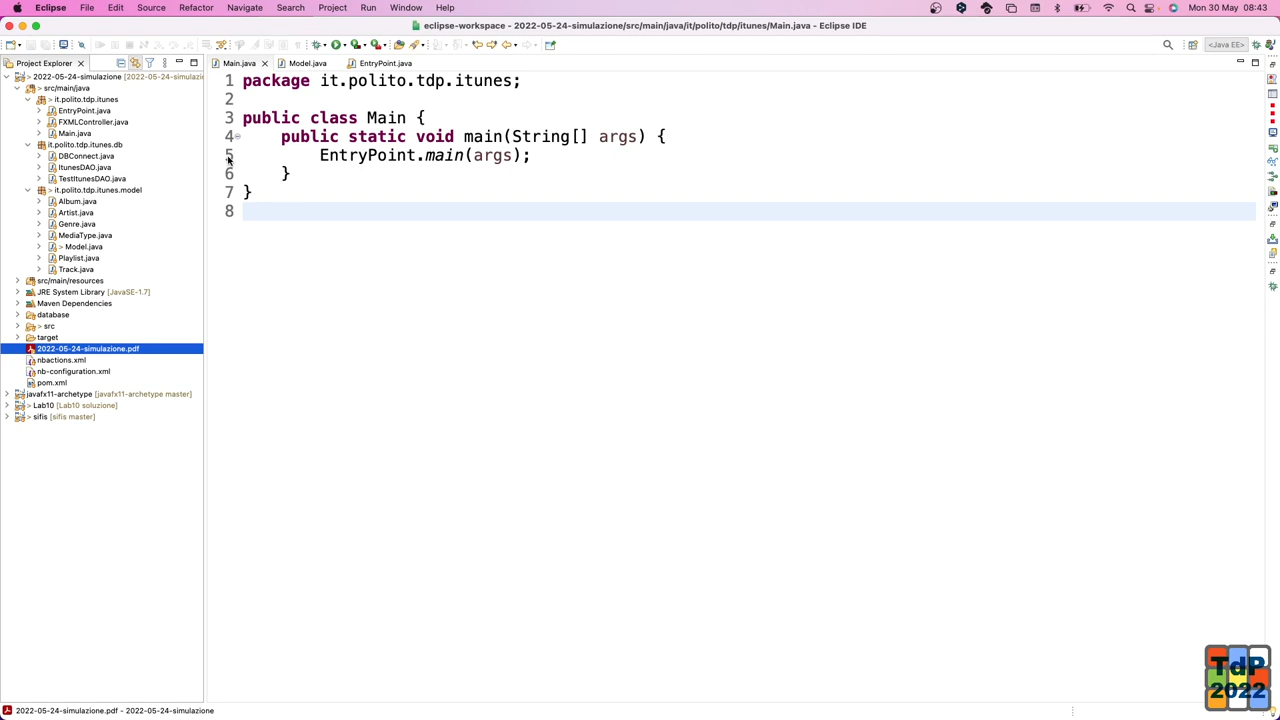 Eclipse File Edit Source Refactor Navigate Search Project Run Window Help Mon 30 May 08:43
eclipse-workspace - 2022-05-24-simulazione/src/main/java/it/polito/tdp/itunes/Main.java - Eclipse IDE
<Java EE>
Project Explorer
Main.java Model.java EntryPoint.java
> 2022-05-24-simulazione [2022-05-24-simulazi
> src/main/java
> it.polito.tdp.itunes
EntryPoint.java
FXMLController.java
Main.java
it.polito.tdp.itunes.db
DBConnect.java
ItunesDAO.java
TestItunesDAO.java
> it.polito.tdp.itunes.model
Album.java
Artist.java
Genre.java
MediaType.java
> Model.java
Playlist.java
Track.java
src/main/resources
JRE System Library [JavaSE-1.7]
Maven Dependencies
database
> src
target
2022-05-24-simulazione.pdf
nbactions.xml
nb-configuration.xml
pom.xml
javafx11-archetype [javafx11-archetype master]
> Lab10 [Lab10 soluzione]
> sifis [sifis master]
1 package it.polito.tdp.itunes;
2
3 public class Main {
4 public static void main(String[] args) {
5 EntryPoint.main(args);
6 }
7 }
8
TdP
2022
2022-05-24-simulazione.pdf - 2022-05-24-simulazione